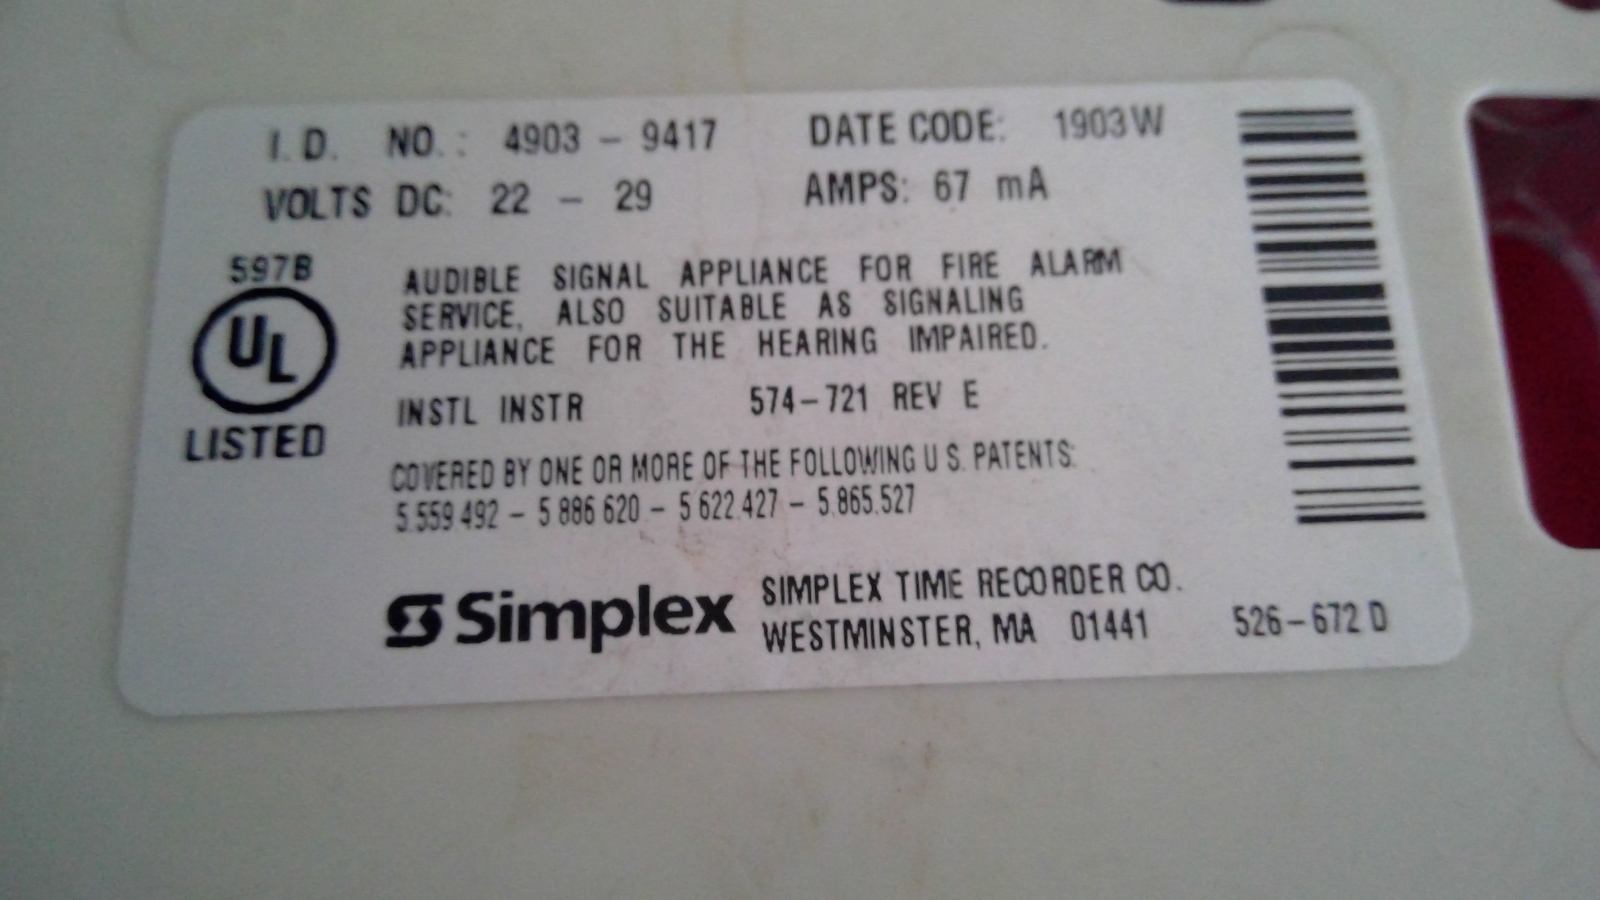 I. D. NO. : 4903 - 9417 DATE CODE: 1903W
VOLTS DC: 22 - 29 AMPS: 67 mA
597B
UL
LISTED
AUDIBLE SIGNAL APPLIANCE FOR FIRE ALARM
SERVICE, ALSO SUITABLE AS SIGNALING
APPLIANCE FOR THE HEARING IMPAIRED.
INSTL INSTR 574-721 REV E
COVERED BY ONE OR MORE OF THE FOLLOWING U S. PATENTS:
5 559 492 - 5 886 620 - 5 622.427 - 5.865.527
Simplex
SIMPLEX TIME RECORDER CO.
WESTMINSTER, MA 01441 526-672 D